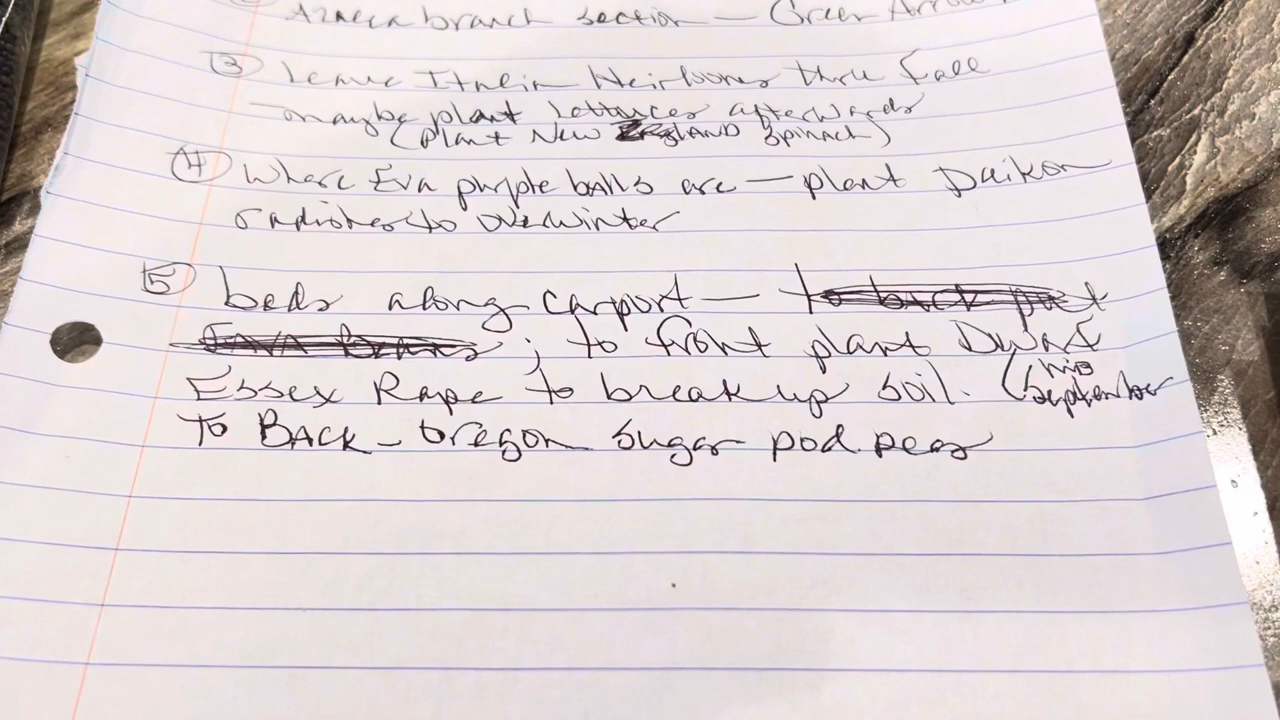 branch section — Green Arrow
③ Leave Italin Heirlooms thru fall
maybe plant lettuces afterwards
(plant New ENGLAND Spinach)
④ Where Eva purple balls are — plant Daikon
radishes to overwinter
⑤ beds along carport — to back put
Fava beans ; to front plant Dwarf
Essex Rape to break up soil. (this
September
To BACK - Oregon sugar pod peas